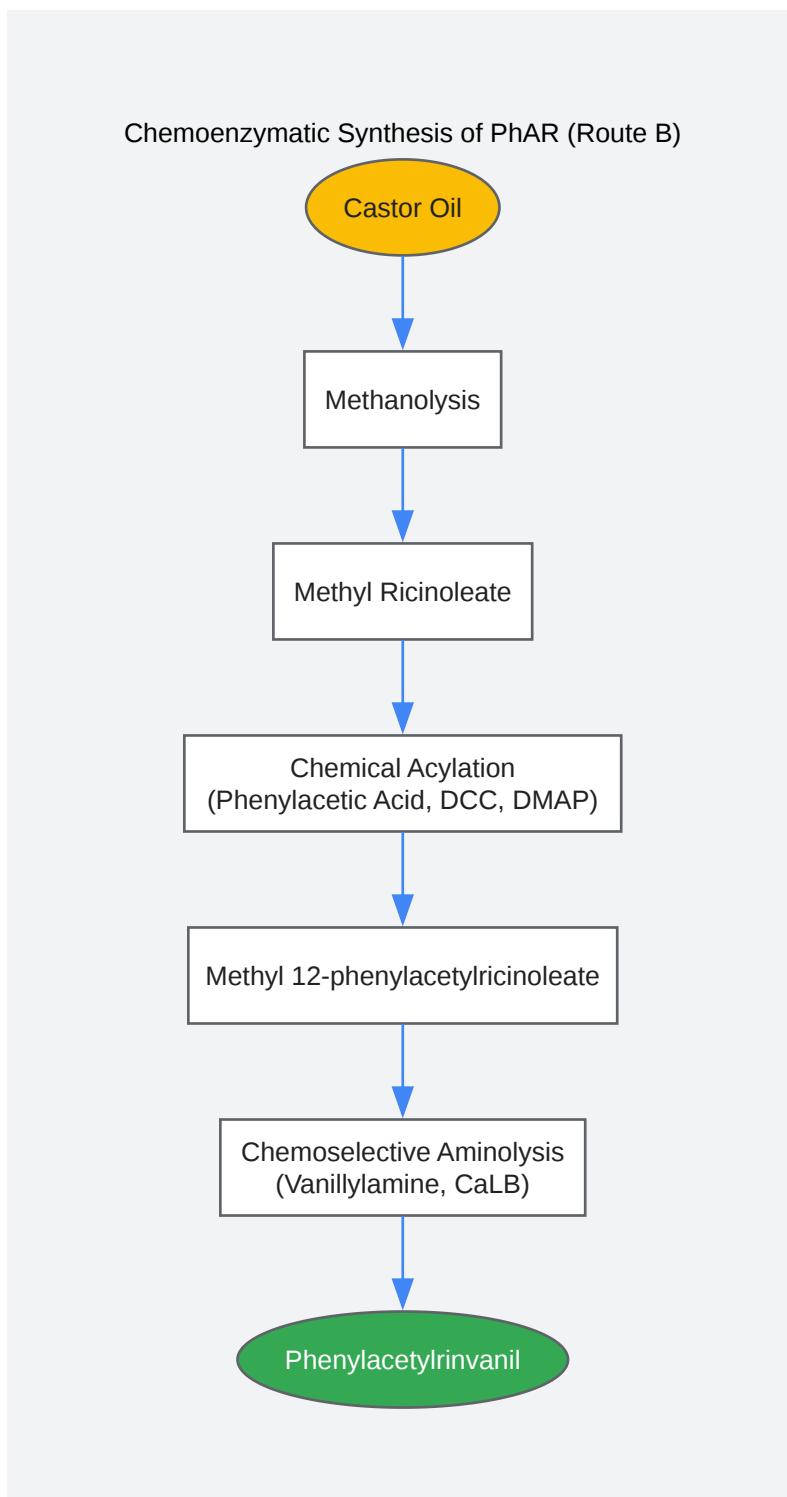 Chemoenzymatic Synthesis of PhAR (Route B)
Castor Oil
Methanolysis
Methyl Ricinoleate
Chemical Acylation
(Phenylacetic Acid, DCC, DMAP)
Methyl 12-phenylacetylricinoleate
Chemoselective Aminolysis
(Vanillylamine, CaLB)
Phenylacetylrinvanil